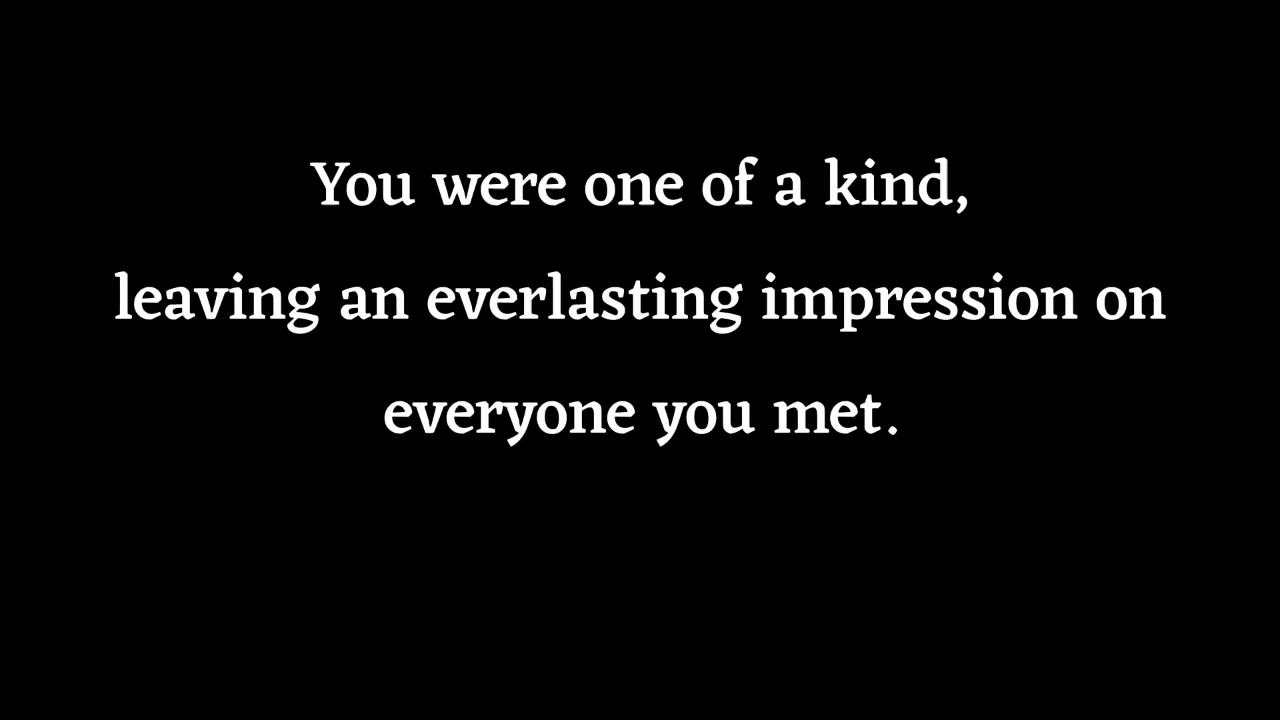 You were one of a kind,
leaving an everlasting impression on
everyone you met.